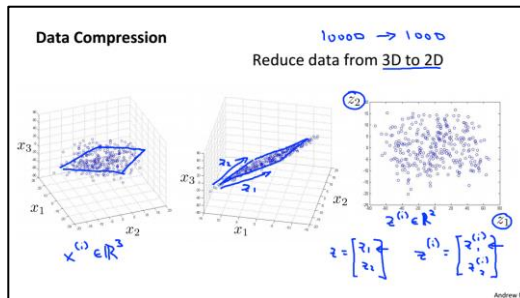 Data Compression
10000 → 1000
Reduce data from 3D to 2D
z₂
x₃
x₁
x₂
x⁽ⁱ⁾ ∈ ℝ³
x₃
z₂
z₁
x₁
x₂
z⁽ⁱ⁾ ∈ ℝ²
z₁
z = [z₁
z₂]
z⁽ⁱ⁾ = [z₁⁽ⁱ⁾
z₂⁽ⁱ⁾]
Andrew